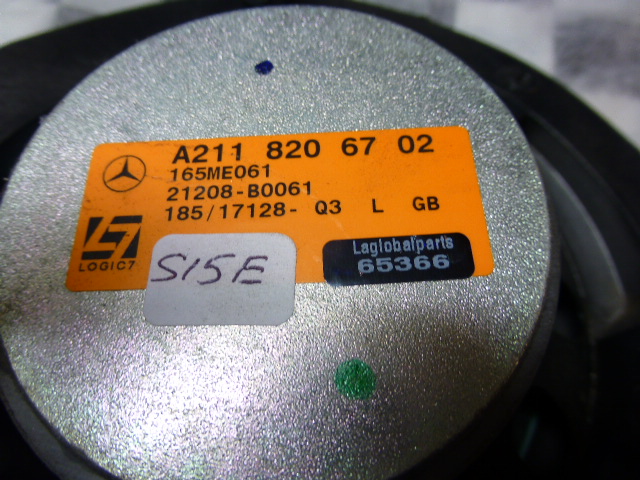 A211 820 67 02
165ME061
21208-B0061
185/17128- Q3 L GB
LOGIC7
S15E
Laglobalparts
65366